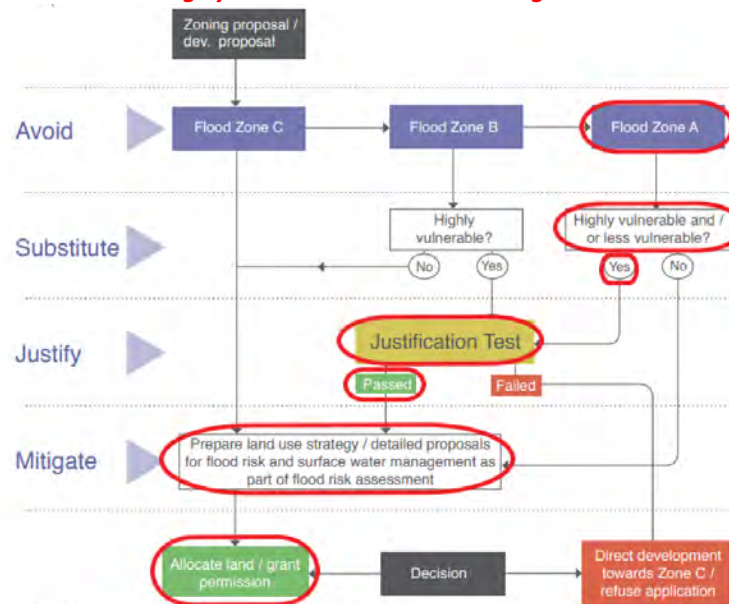 Zoning proposal /
dev. proposal
Avoid
Flood Zone C
Flood Zone B
Flood Zone A
Substitute
Highly
vulnerable?
Highly vulnerable and /
or less vulnerable?
No
Yes
Yes
No
Justify
Justification Test
Passed
Failed
Mitigate
Prepare land use strategy / detailed proposals
for flood risk and surface water management as
part of flood risk assessment
Allocate land / grant
permission
Decision
Direct development
towards Zone C /
refuse application